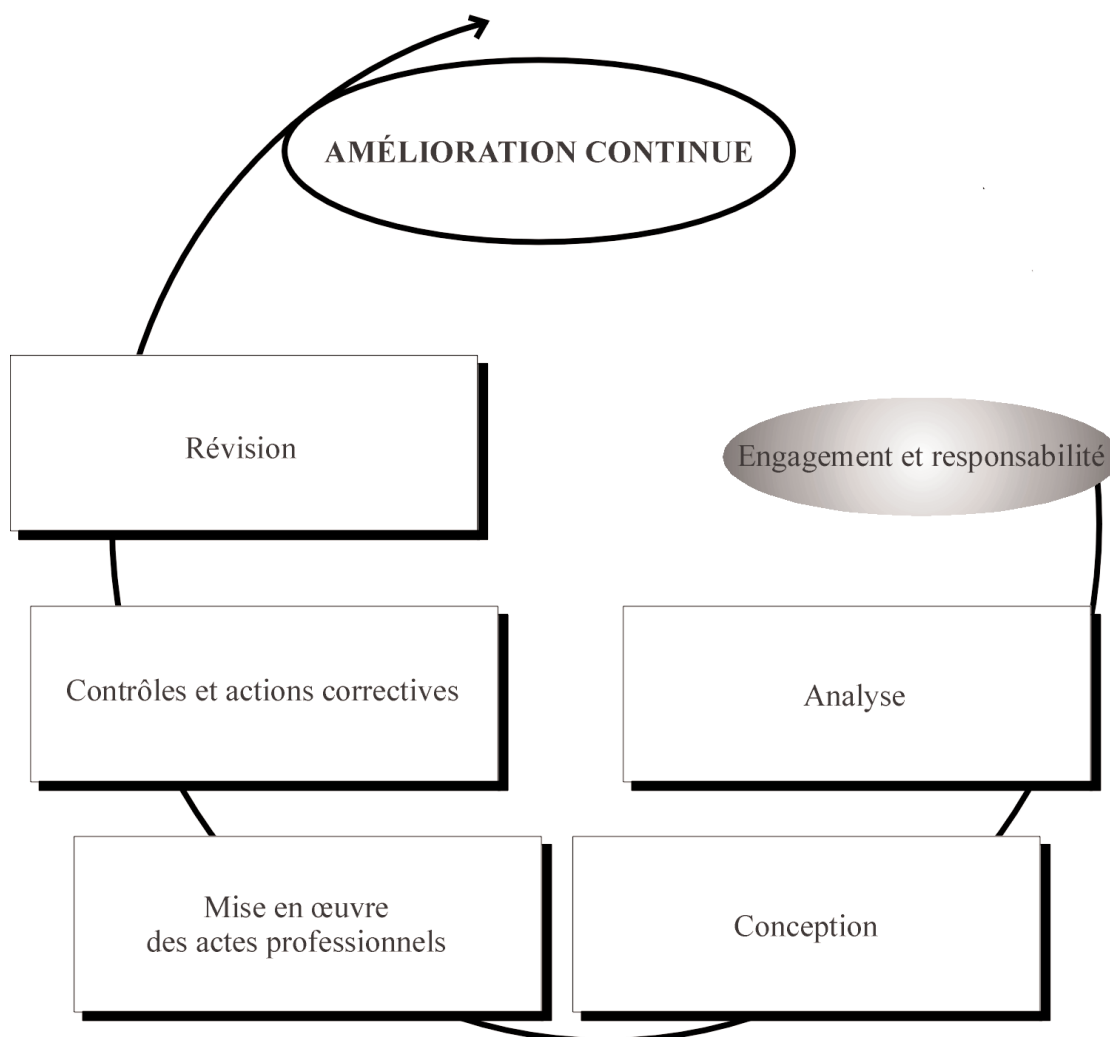 AMÉLIORATION CONTINUE
Révision
Engagement et responsabilité
Contrôles et actions correctives
Analyse
Mise en œuvre
des actes professionnels
Conception